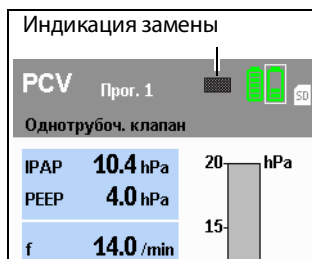 Индикация замены
PCV Прог. 1 SD
Однотрубоч. клапан
IPAP 10.4 hPa
PEEP 4.0 hPa
f 14.0 /min
20 hPa
15